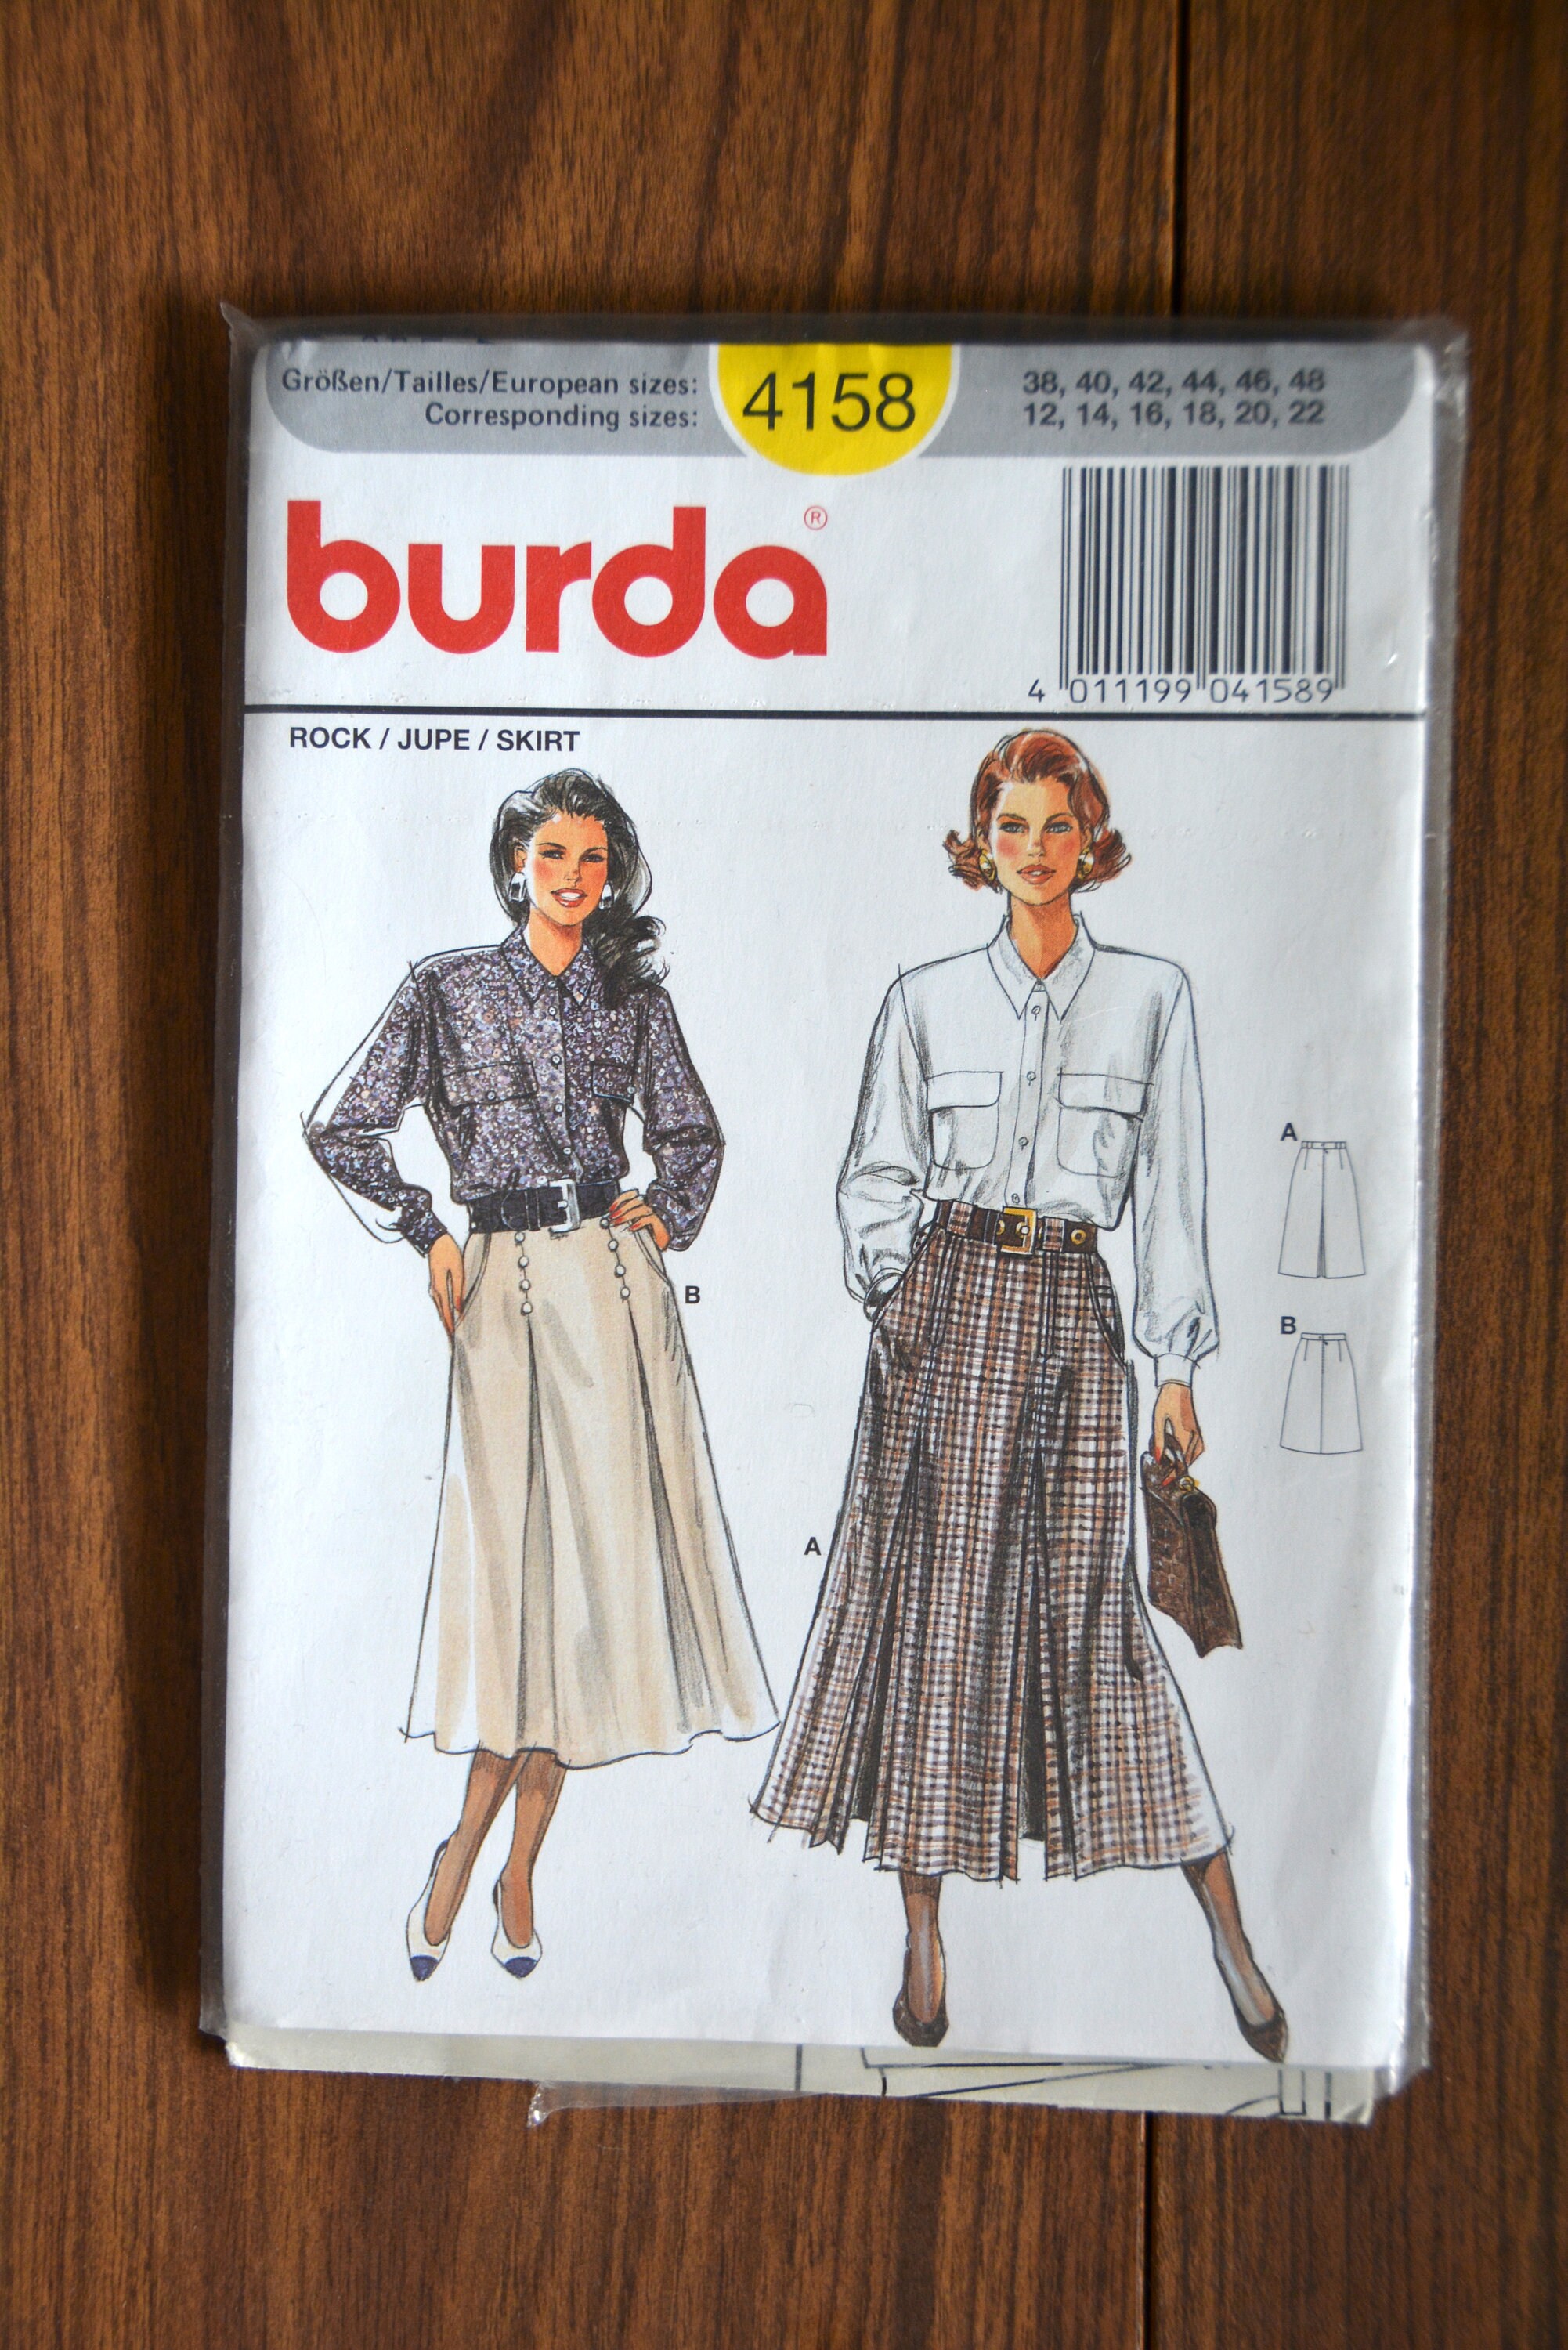 Größen/Tailles/European sizes:
Corresponding sizes:
4158
38, 40, 42, 44, 46, 48
12, 14, 16, 18, 20, 22
burda®
4 011199 041589
ROCK / JUPE / SKIRT
B
A
A
B